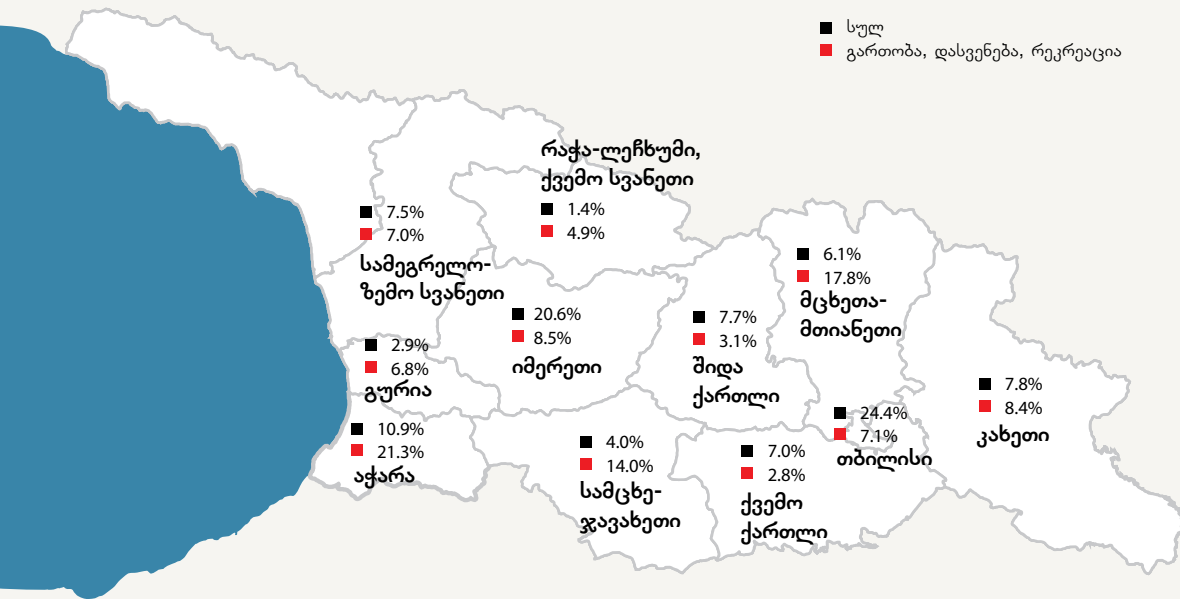 სულ
გართობა, დასვენება, რეკრეაცია
რაჭა-ლეჩხუმი,
ქვემო სვანეთი
1.4%
4.9%
7.5%
7.0%
სამეგრელო-
ზემო სვანეთი
6.1%
17.8%
მცხეთა-
მთიანეთი
20.6%
8.5%
იმერეთი
7.7%
3.1%
შიდა
ქართლი
2.9%
6.8%
გურია
7.8%
8.4%
კახეთი
24.4%
7.1%
თბილისი
10.9%
21.3%
აჭარა
4.0%
14.0%
სამცხე-
ჯავახეთი
7.0%
2.8%
ქვემო
ქართლი